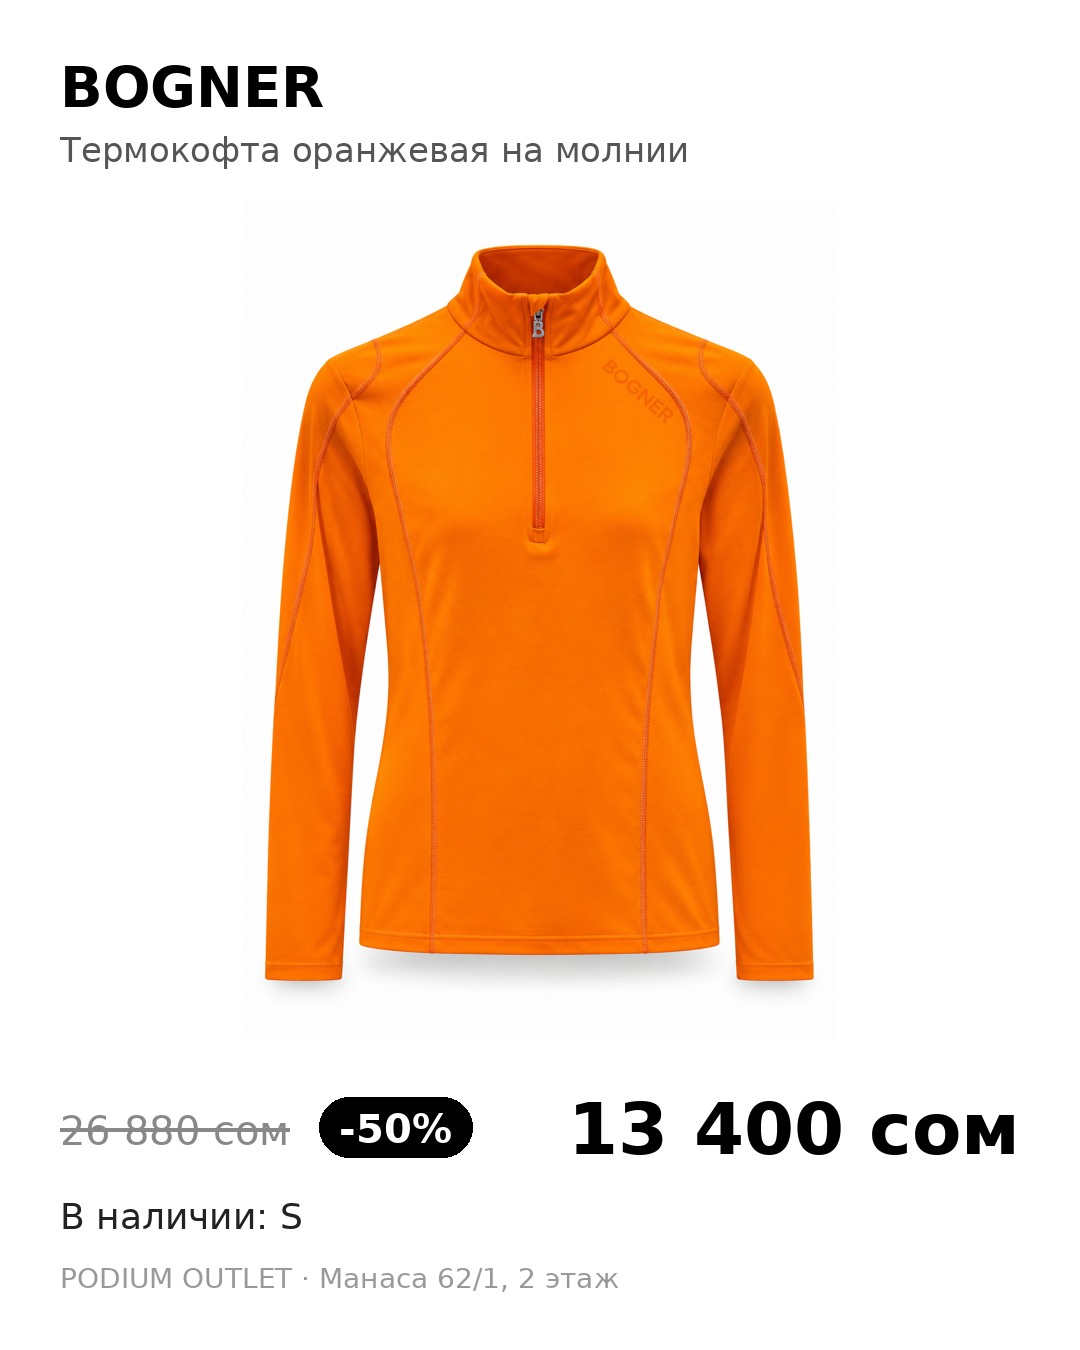 BOGNER
Термокофта оранжевая на молнии
B
BOGNER
26 880 сом -50% 13 400 сом
В наличии: S
PODIUM OUTLET · Манаса 62/1, 2 этаж